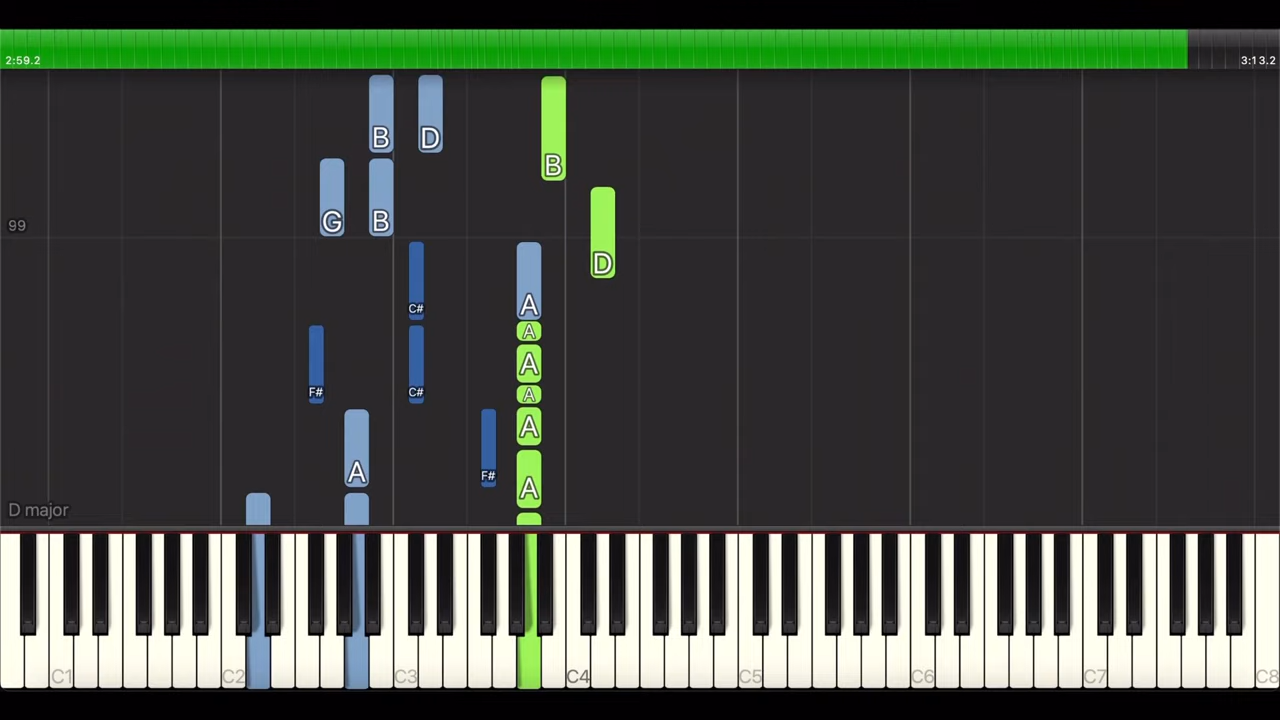 2:59.2 3:13.2
B D
B
G B
99
D
C# A
A
A
F# C#
A
A
F#
A
A
D major
C1 C2 C3 C4 C5 C6 C7 C8